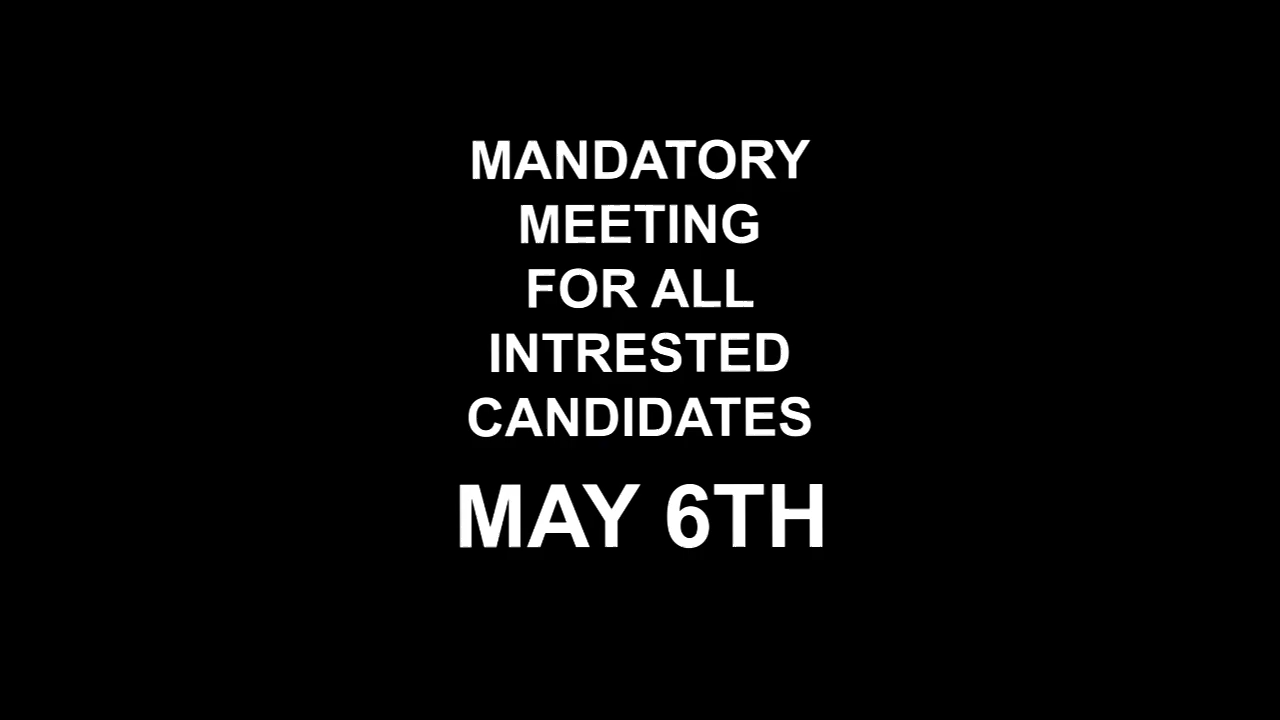 MANDATORY
MEETING
FOR ALL
INTRESTED
CANDIDATES
MAY 6TH